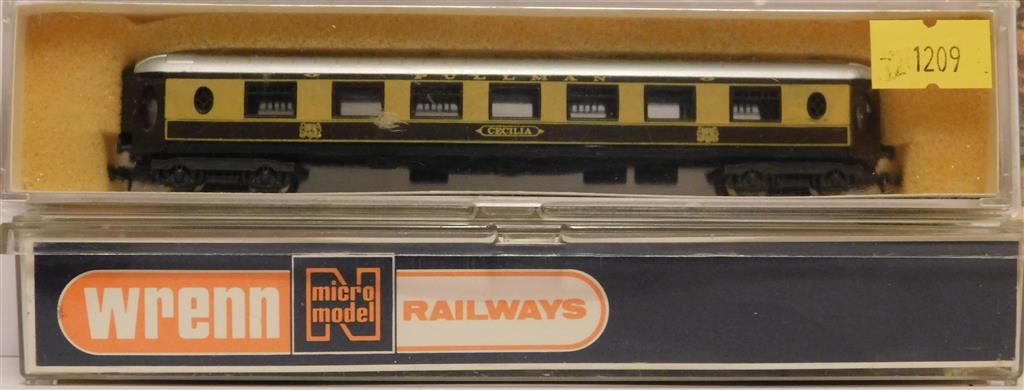 PULLMAN
1209
CECILIA
wrenn
N
micro
model
RAILWAYS